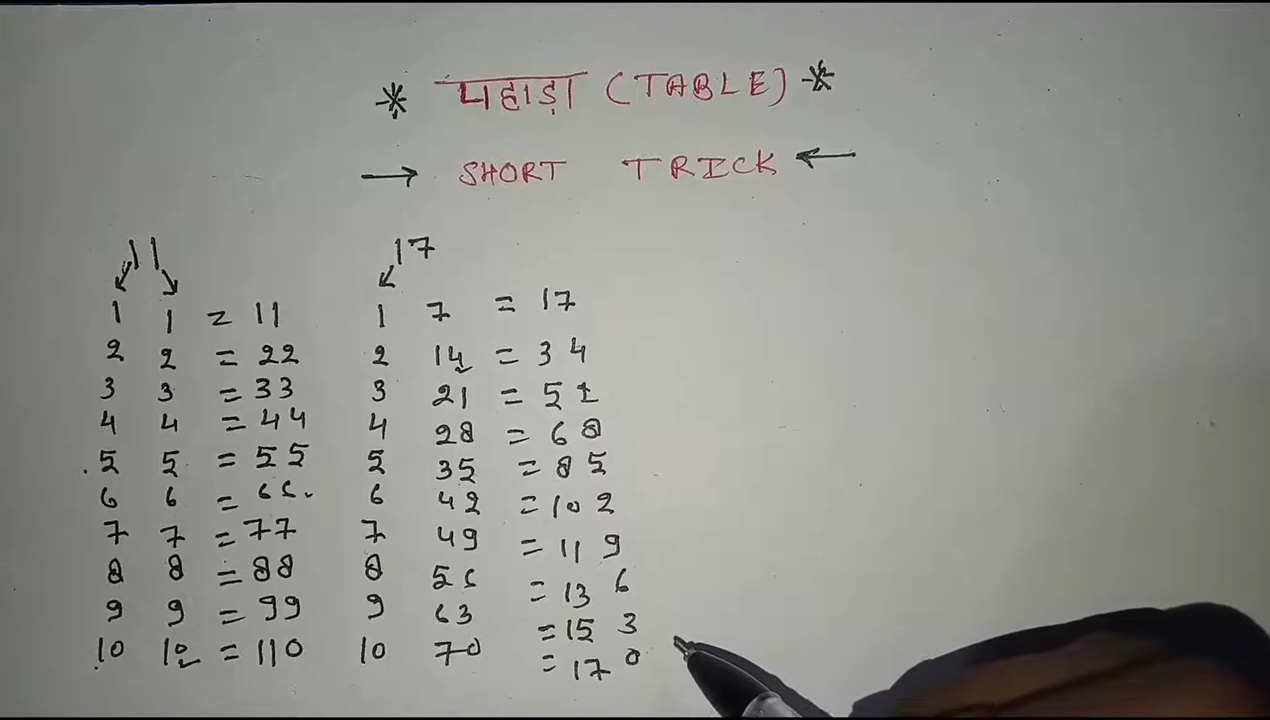 * पहाड़ा (TABLE) *
→ SHORT TRICK ←
11 17
1 1 = 11 1 7 = 17
2 2 = 22 2 14 = 34
3 3 = 33 3 21 = 51
4 4 = 44 4 28 = 68
5 5 = 55 5 35 = 85
6 6 = 66 6 42 = 102
7 7 = 77 7 49 = 119
8 8 = 88 8 56 = 136
9 9 = 99 9 63 = 153
10 10 = 110 10 70 = 170